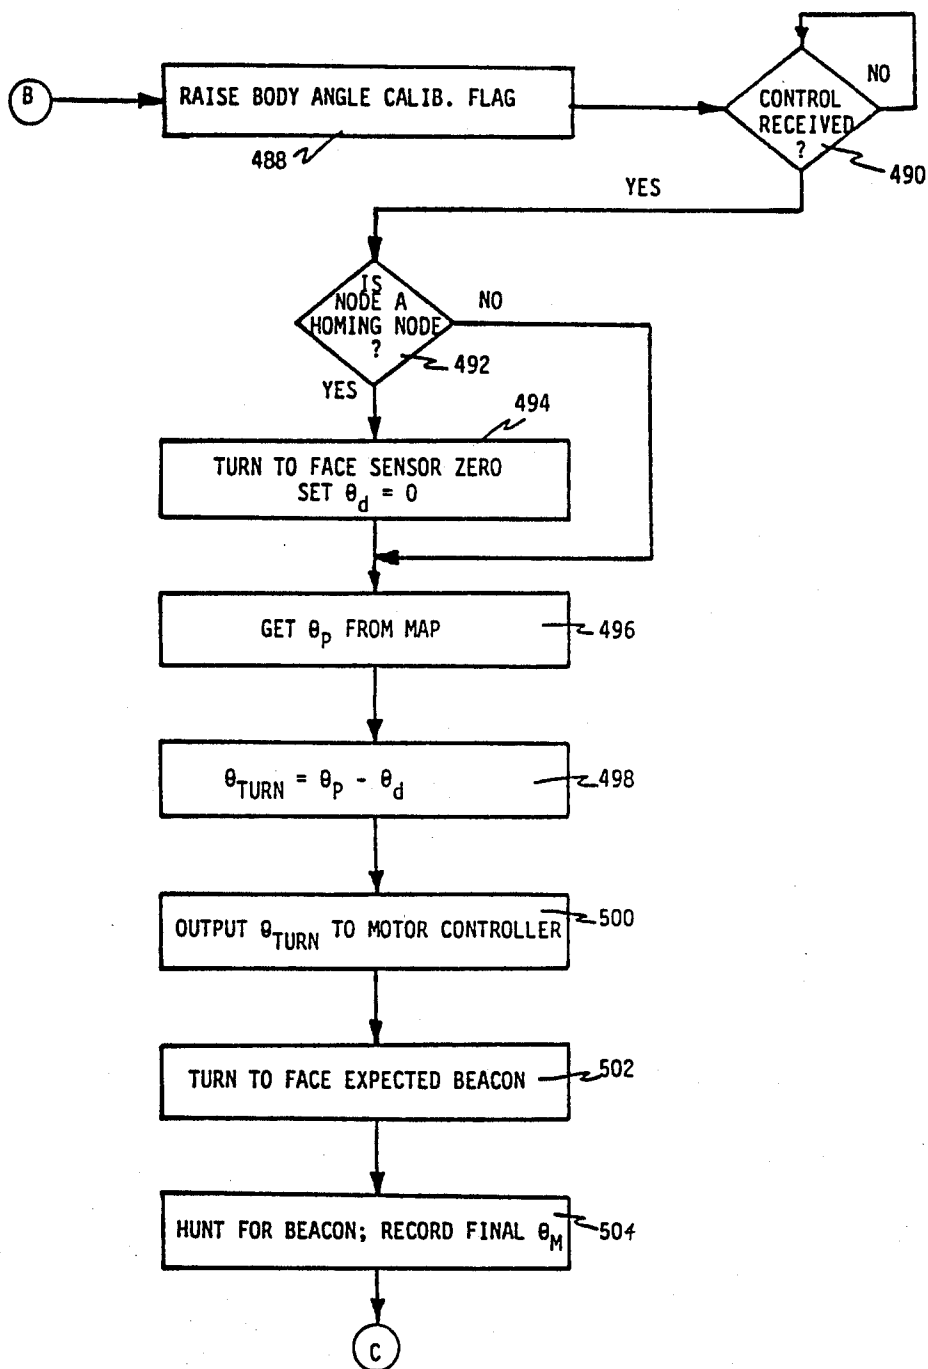 B
RAISE BODY ANGLE CALIB. FLAG
488
CONTROL
RECEIVED
?
NO
490
YES
IS
NODE A
HOMING NODE
?
NO
492
YES
494
TURN TO FACE SENSOR ZERO
SET θd = 0
GET θP FROM MAP
496
θTURN = θP - θd
498
OUTPUT θTURN TO MOTOR CONTROLLER
500
TURN TO FACE EXPECTED BEACON
502
HUNT FOR BEACON; RECORD FINAL θM
504
C